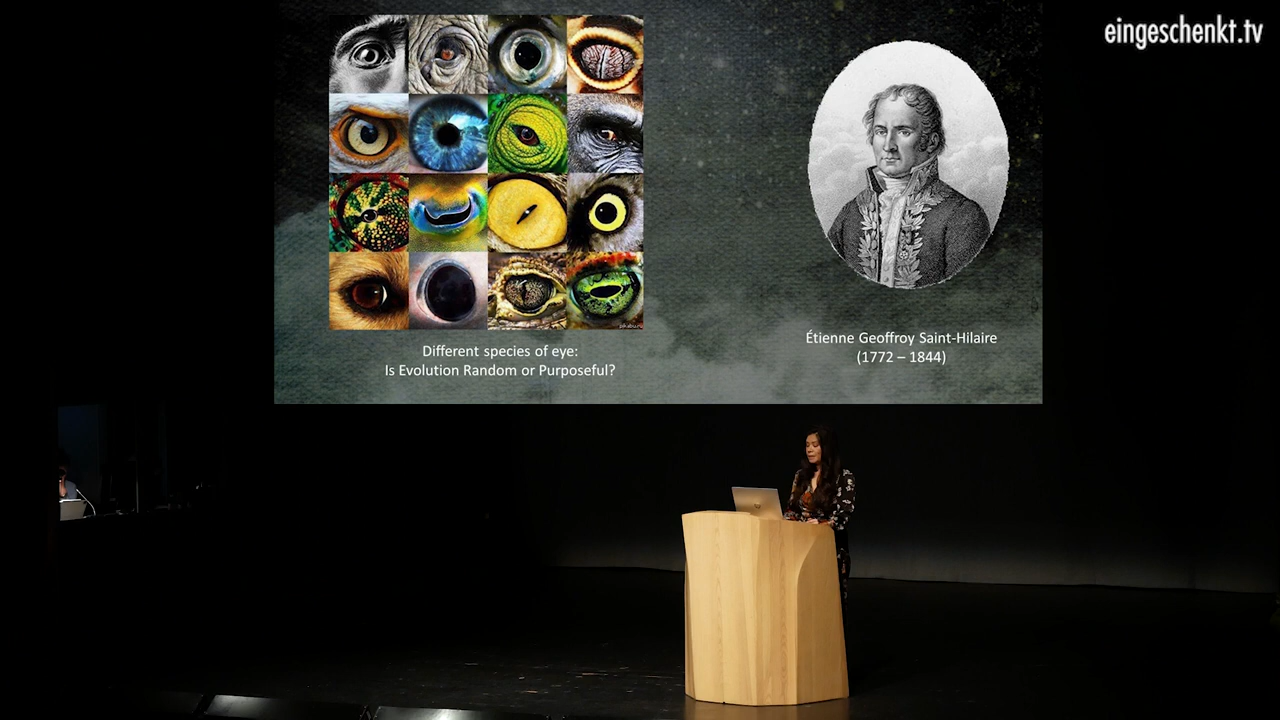 eingeschenkt.tv
Different species of eye:
Is Evolution Random or Purposeful?
Étienne Geoffroy Saint-Hilaire
(1772 – 1844)